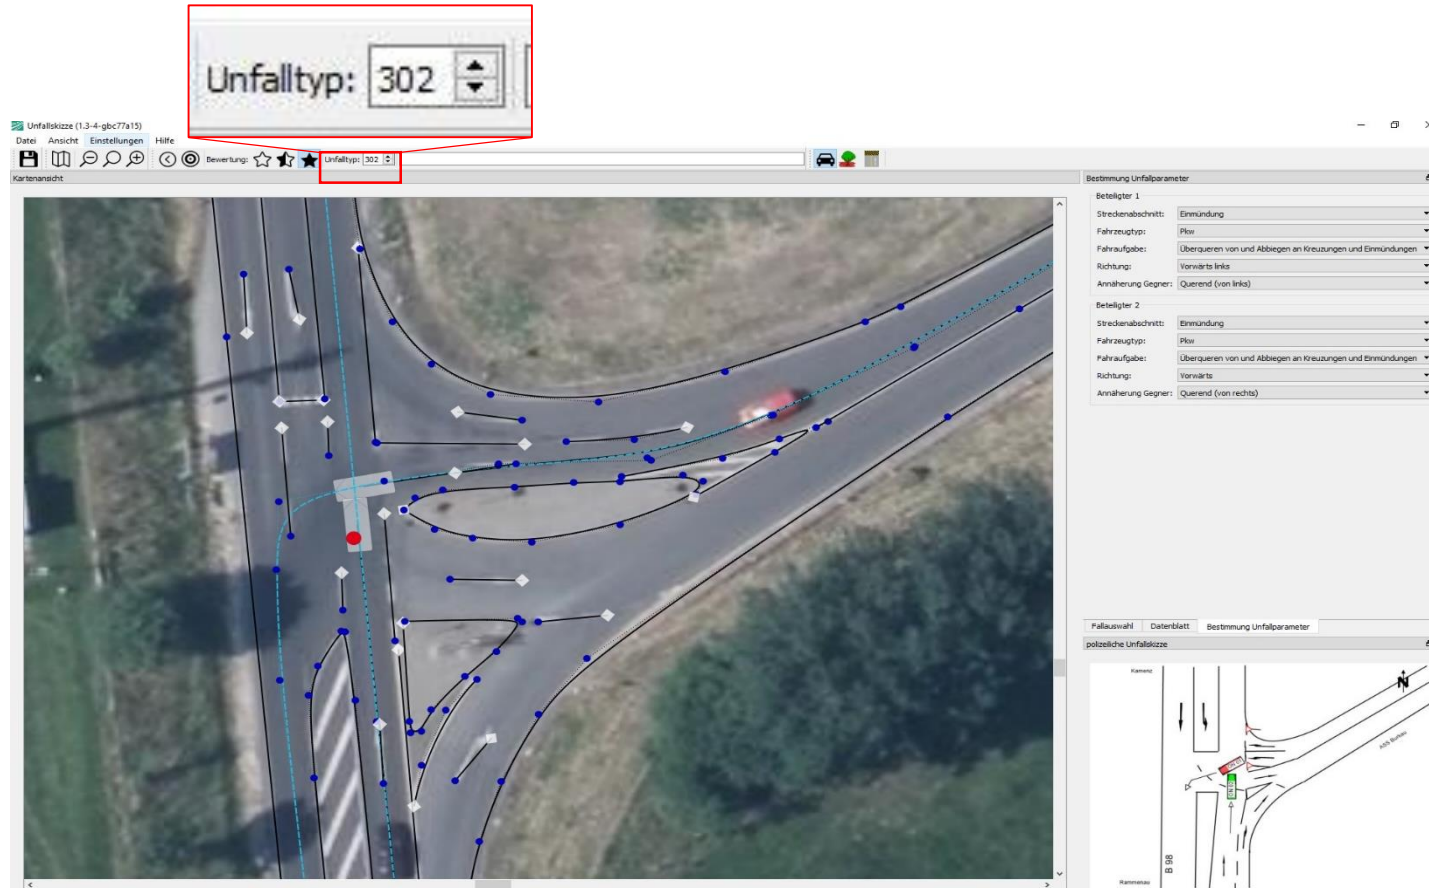 Unfalltyp: 302
Unfallskizze (1.3-4-gbc77a15)
Datei Ansicht Einstellungen Hilfe
Bewertung: Unfalltyp: 302
Kartenansicht
Bestimmung Unfallparameter
Beteiligter 1
Streckenabschnitt: Einmündung
Fahrzeugtyp: Pkw
Fahraufgabe: Überqueren von und Abbiegen an Kreuzungen und Einmündungen
Richtung: Vorwärts links
Annäherung Gegner: Querend (von links)
Beteiligter 2
Streckenabschnitt: Einmündung
Fahrzeugtyp: Pkw
Fahraufgabe: Überqueren von und Abbiegen an Kreuzungen und Einmündungen
Richtung: Vorwärts
Annäherung Gegner: Querend (von rechts)
Fallauswahl Datenblatt Bestimmung Unfallparameter
polizeiliche Unfallskizze
Kamenz
N
ASS Burkau
B 98
Rammenau